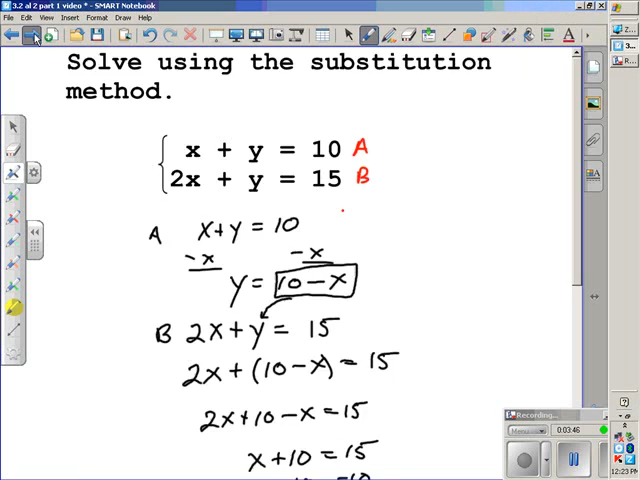 3.2 al 2 part 1 video * - SMART Notebook
File Edit View Insert Format Draw Help
Solve using the substitution
method.
x + y = 10 A
2x + y = 15 B
A x+y = 10
-x -x
y = 10-x
B 2x+y = 15
2x + (10-x) = 15
2x+10-x=15
x+10=15
Recording...
Menu
0:03:46
12:23 PM